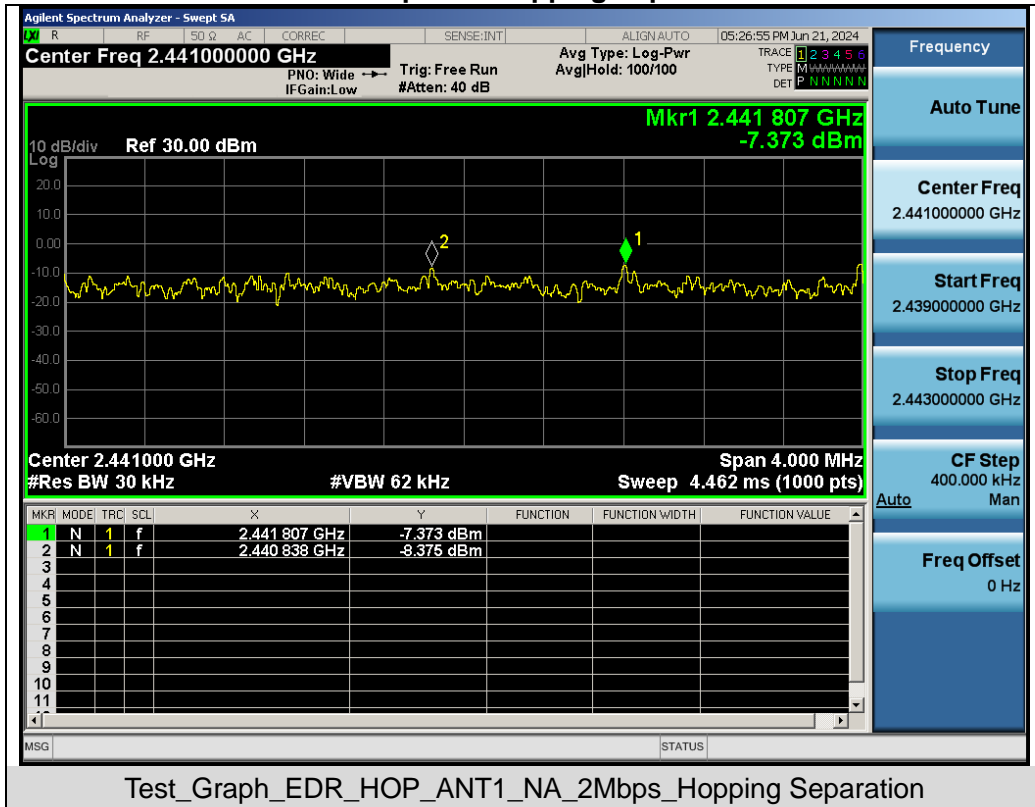 Agilent Spectrum Analyzer - Swept SA
LXI R RF 50 Ω AC CORREC SENSE:INT ALIGN AUTO 05:26:55 PM Jun 21, 2024
Center Freq 2.441000000 GHz
PNO: Wide
IFGain:Low
Trig: Free Run
#Atten: 40 dB
Avg Type: Log-Pwr
Avg|Hold: 100/100
TRACE 1 2 3 4 5 6
TYPE M
DET P N N N N N
Mkr1 2.441 807 GHz
-7.373 dBm
10 dB/div Ref 30.00 dBm
Log
20.0
10.0
0.00
-10.0
-20.0
-30.0
-40.0
-50.0
-60.0
2
1
Center 2.441000 GHz Span 4.000 MHz
#Res BW 30 kHz #VBW 62 kHz Sweep 4.462 ms (1000 pts)
MKR MODE TRC SCL X Y FUNCTION FUNCTION WIDTH FUNCTION VALUE
1 N 1 f 2.441 807 GHz -7.373 dBm
2 N 1 f 2.440 838 GHz -8.375 dBm
3
4
5
6
7
8
9
10
11
MSG STATUS
Frequency
Auto Tune
Center Freq
2.441000000 GHz
Start Freq
2.439000000 GHz
Stop Freq
2.443000000 GHz
CF Step
400.000 kHz
Auto Man
Freq Offset
0 Hz
Test_Graph_EDR_HOP_ANT1_NA_2Mbps_Hopping Separation